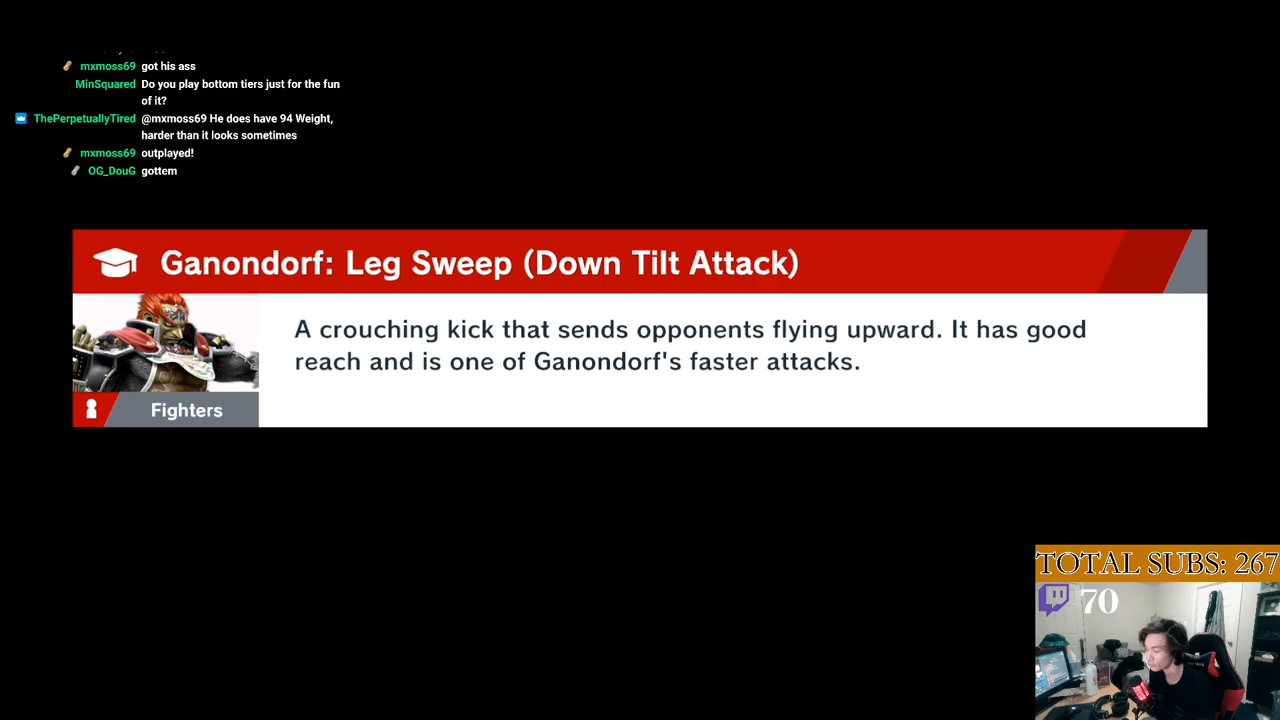 mxmoss69 got his ass
MinSquared Do you play bottom tiers just for the fun
of it?
ThePerpetuallyTired @mxmoss69 He does have 94 Weight,
harder than it looks sometimes
mxmoss69 outplayed!
OG_DouG gottem
Ganondorf: Leg Sweep (Down Tilt Attack)
A crouching kick that sends opponents flying upward. It has good
reach and is one of Ganondorf's faster attacks.
Fighters
TOTAL SUBS: 267
70